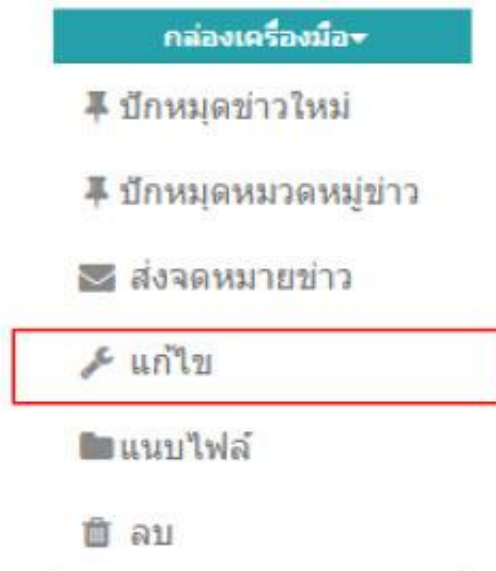 กล่องเครื่องมือ
ปักหมุดข่าวใหม่
ปักหมุดหมวดหมู่ข่าว
ส่งจดหมายข่าว
แก้ไข
แนบไฟล์
ลบ